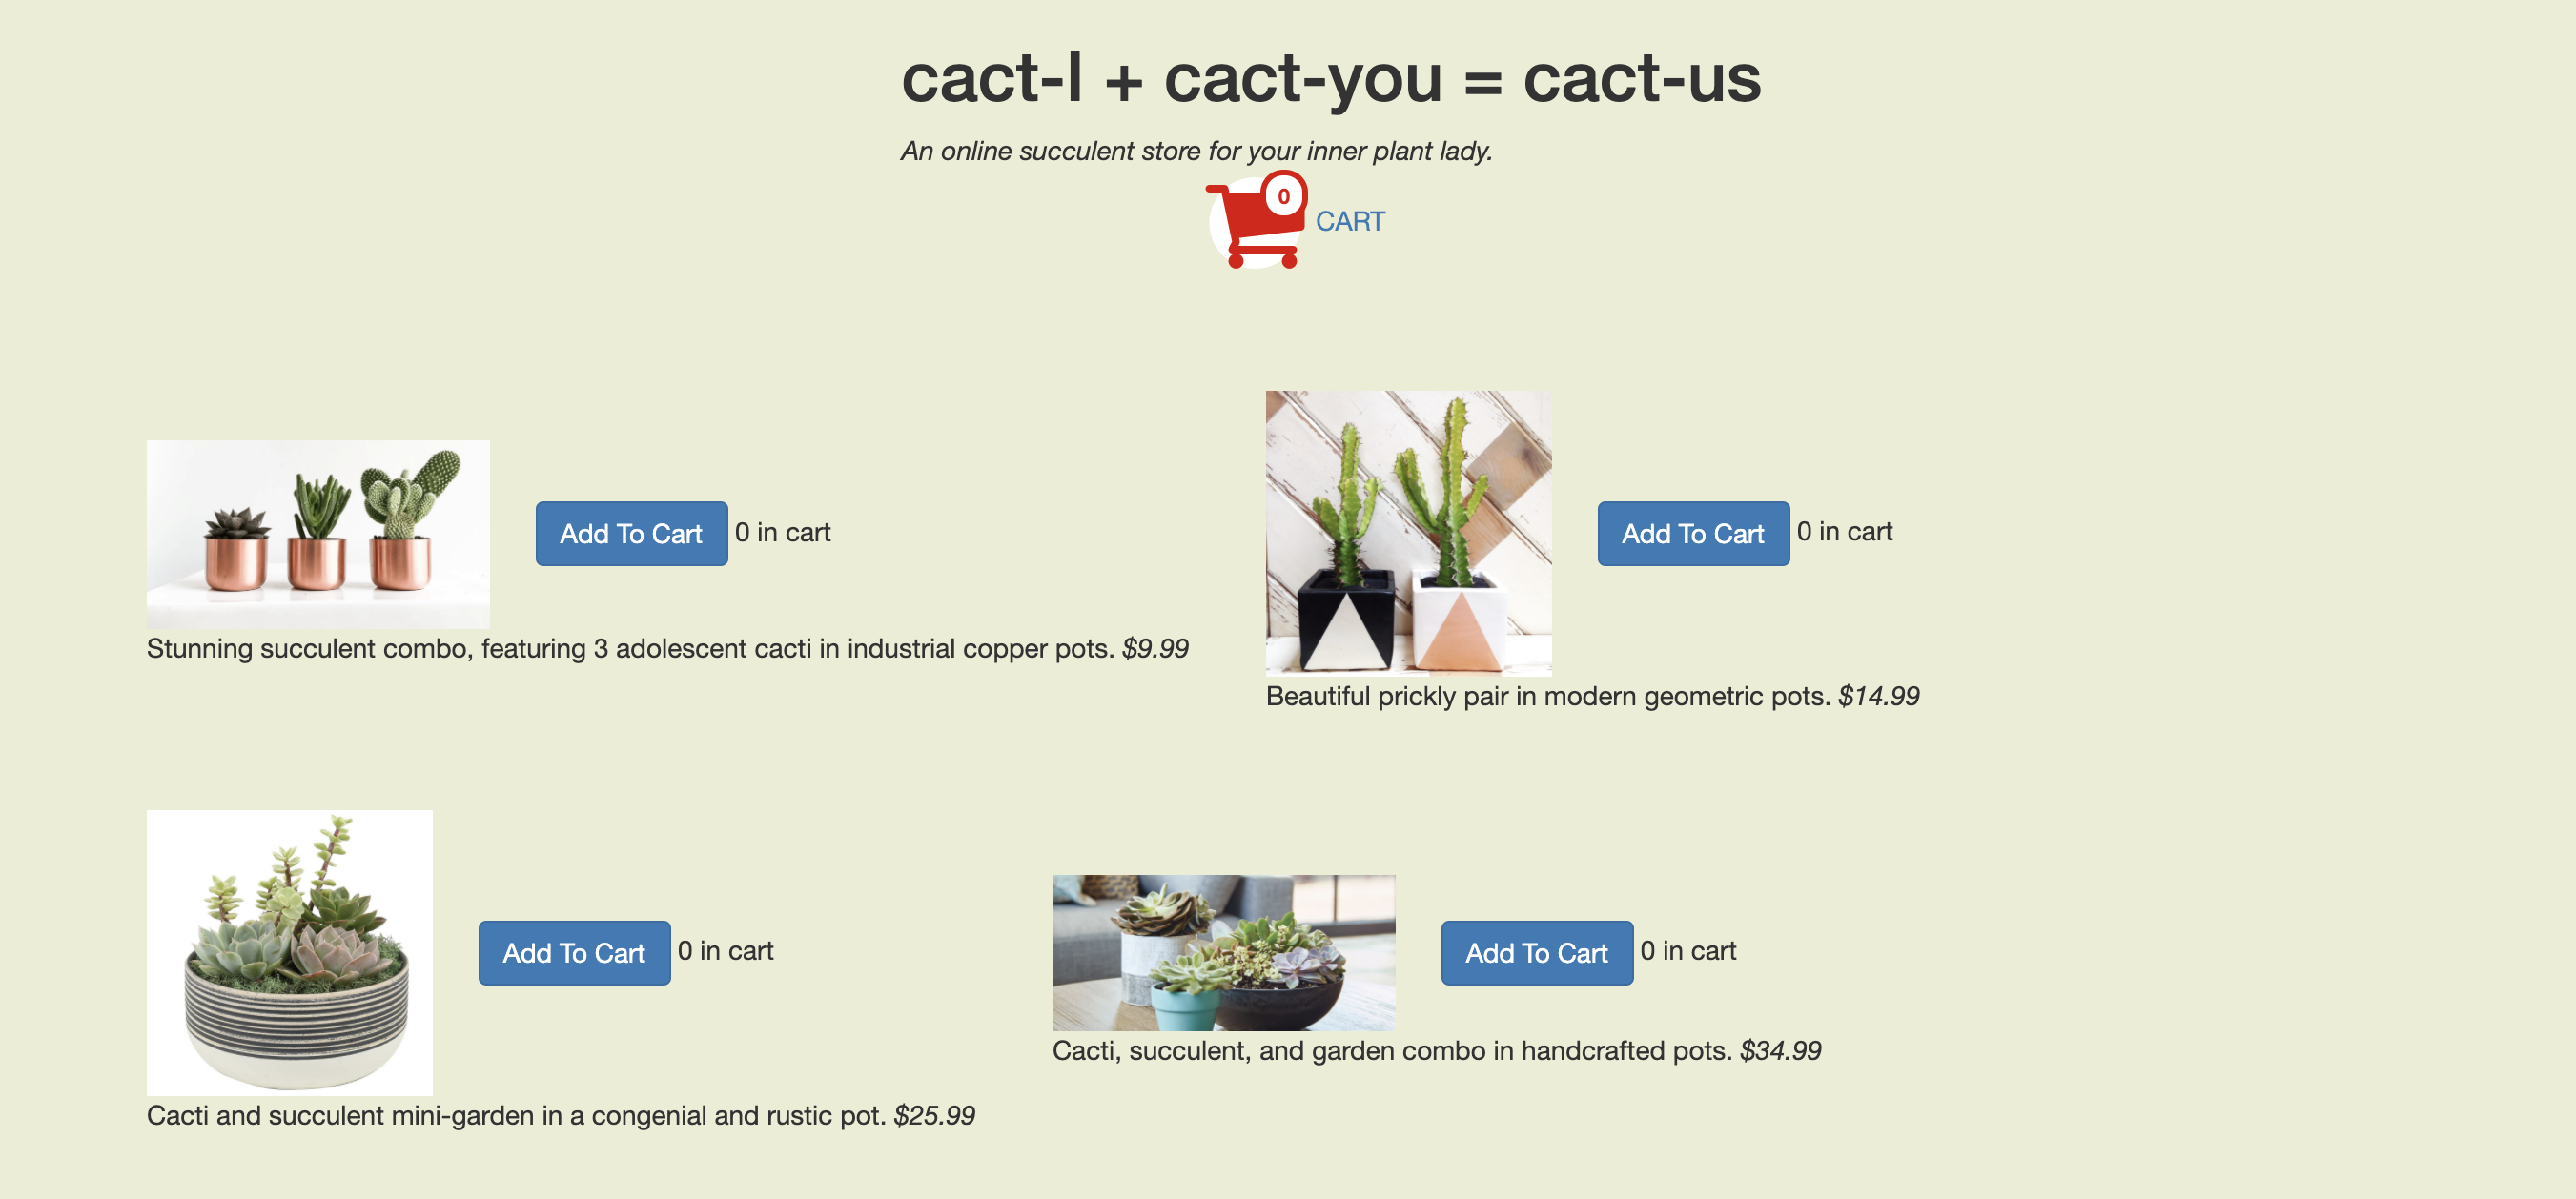 cact-I + cact-you = cact-us
An online succulent store for your inner plant lady.
0
CART
Add To Cart 0 in cart
Stunning succulent combo, featuring 3 adolescent cacti in industrial copper pots. $9.99
Add To Cart 0 in cart
Beautiful prickly pair in modern geometric pots. $14.99
Add To Cart 0 in cart
Cacti and succulent mini-garden in a congenial and rustic pot. $25.99
Add To Cart 0 in cart
Cacti, succulent, and garden combo in handcrafted pots. $34.99